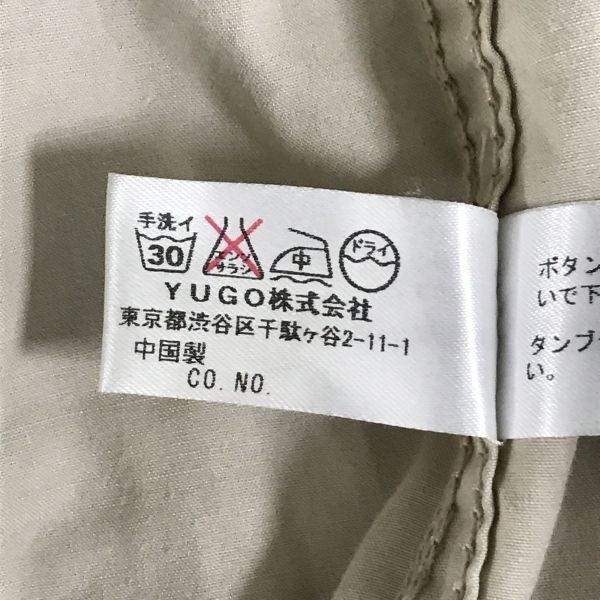 手洗イ
30
エンソ
サラシ
中
ドライ
YUGO株式会社
東京都渋谷区千駄ヶ谷2-11-1
中国製
CO. NO.
ボタン
いで下
タンブ
い。